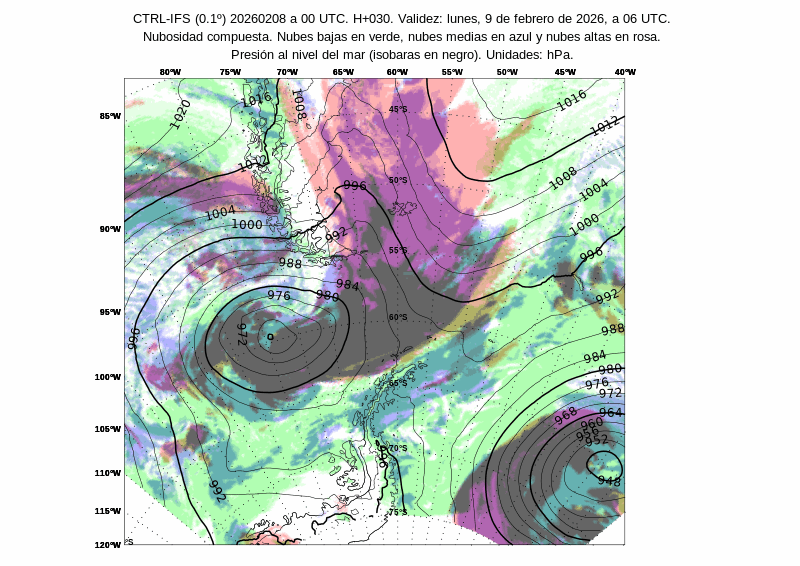 CTRL-IFS (0.1º) 20260208 a 00 UTC. H+030. Validez: lunes, 9 de febrero de 2026, a 06 UTC.
Nubosidad compuesta. Nubes bajas en verde, nubes medias en azul y nubes altas en rosa.
Presión al nivel del mar (isobaras en negro). Unidades: hPa.
80°W 75°W 70°W 65°W 60°W 55°W 50°W 45°W 40°W
1016 1008 1016
1020
45°S
85°W
1012
1012
1008
50°S
996
1004
1004
1000
1000
90°W
992
55°S
996
988
984
976 980
992
95°W
60°S
972
988
990
984
980
100°W
65°S
976
972
964
968
960
105°W
956
952
70°S
996
110°W
948
992
115°W
75°S
120°W
°S